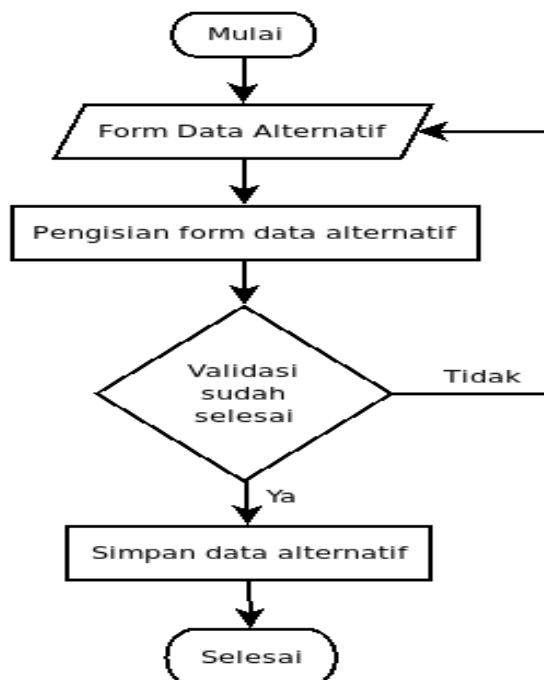 Mulai
Form Data Alternatif
Pengisian form data alternatif
Validasi
sudah
selesai
Tidak
Ya
Simpan data alternatif
Selesai